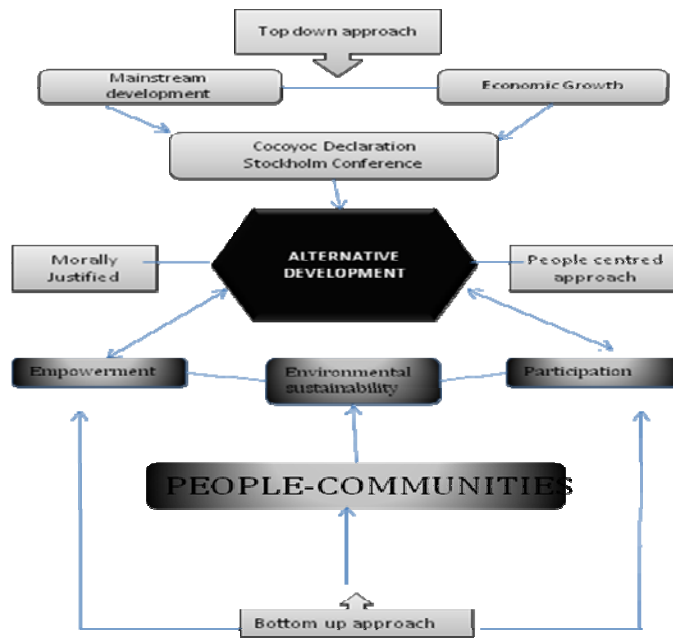 Top down approach
Mainstream
development
Economic Growth
Cocoyoc Declaration
Stockholm Conference
ALTERNATIVE
DEVELOPMENT
Morally
Justified
People centred
approach
Empowerment
Environmental
sustainability
Participation
PEOPLE-COMMUNITIES
Bottom up approach